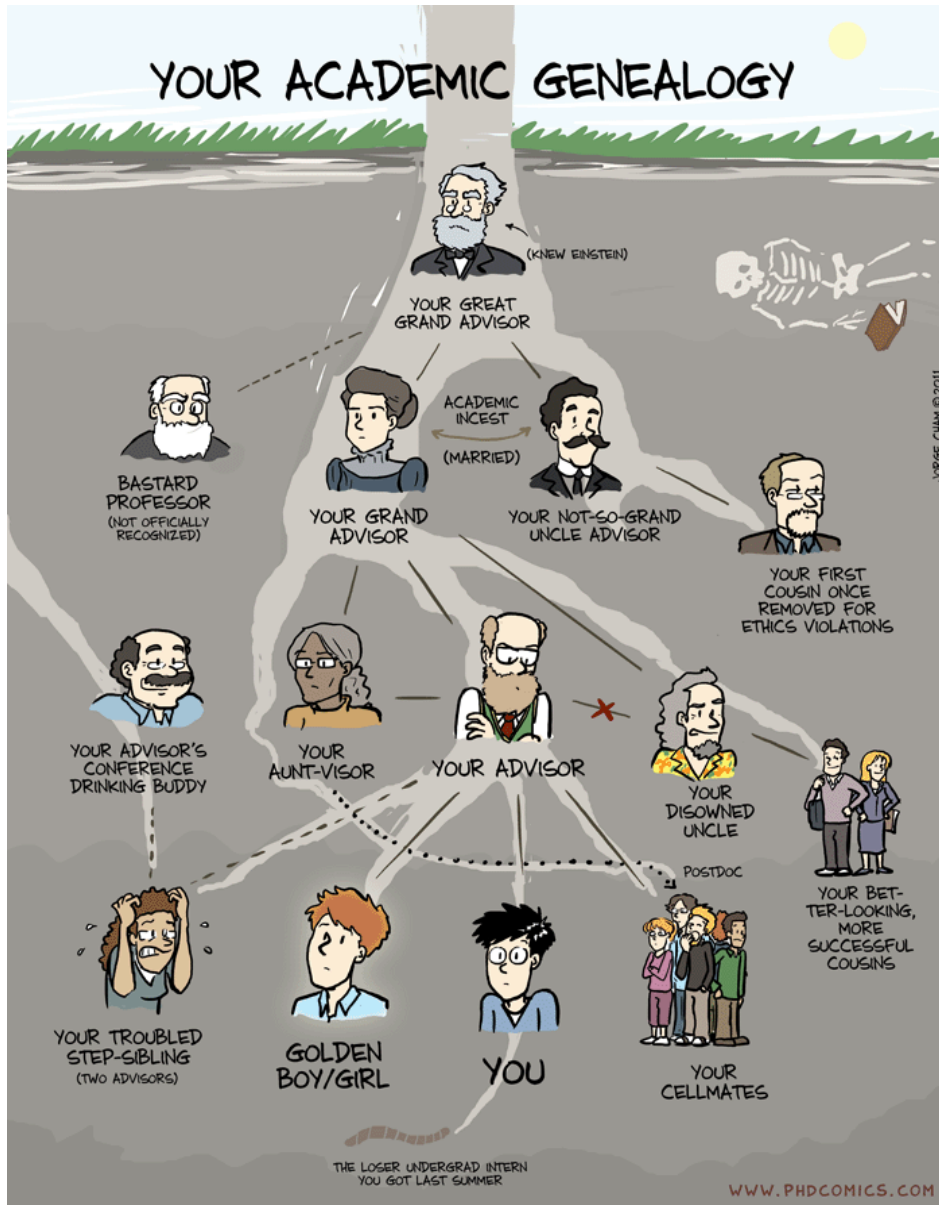 YOUR ACADEMIC GENEALOGY
(KNEW EINSTEIN)
YOUR GREAT
GRAND ADVISOR
JORGE CHAM © 2011
ACADEMIC
INCEST
(MARRIED)
BASTARD
PROFESSOR
(NOT OFFICIALLY
RECOGNIZED)
YOUR GRAND
ADVISOR
YOUR NOT-SO-GRAND
UNCLE ADVISOR
YOUR FIRST
COUSIN ONCE
REMOVED FOR
ETHICS VIOLATIONS
YOUR ADVISOR'S
CONFERENCE
DRINKING BUDDY
YOUR
AUNT-VISOR
YOUR ADVISOR
YOUR
DISOWNED
UNCLE
POSTDOC
YOUR BET-
TER-LOOKING,
MORE
SUCCESSFUL
COUSINS
YOUR TROUBLED
STEP-SIBLING
(TWO ADVISORS)
GOLDEN
BOY/GIRL
YOU
YOUR
CELLMATES
THE LOSER UNDERGRAD INTERN
YOU GOT LAST SUMMER
WWW.PHDCOMICS.COM